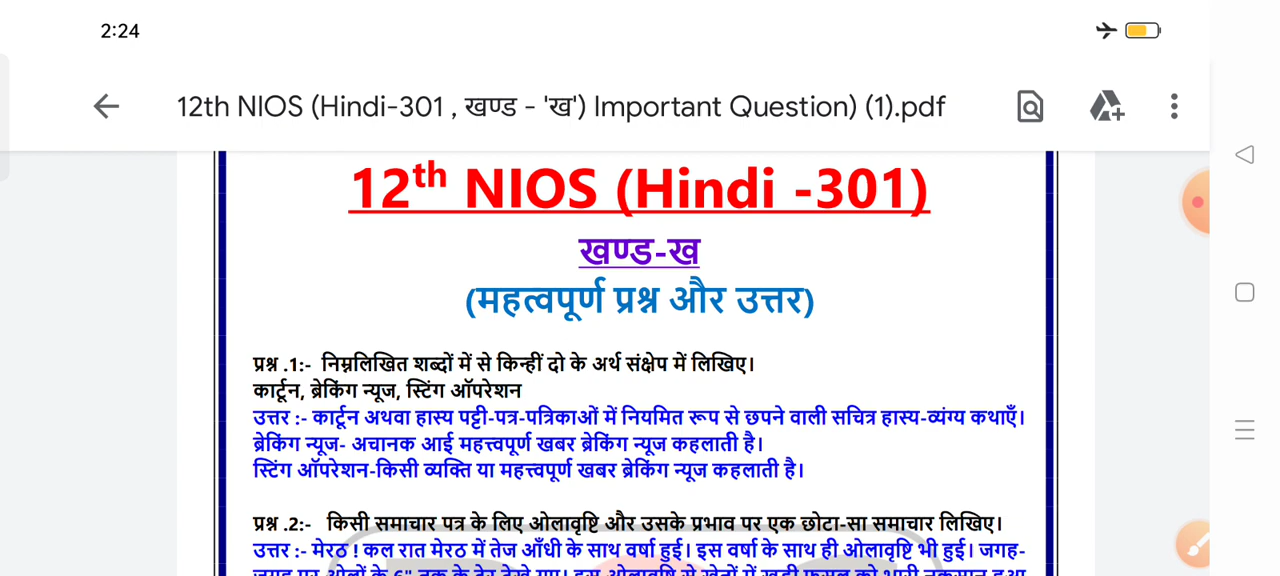 2:24
12th NIOS (Hindi-301 , खण्ड - 'ख') Important Question) (1).pdf
12th NIOS (Hindi -301)
खण्ड-ख
(महत्वपूर्ण प्रश्न और उत्तर)
प्रश्न .1:- निम्नलिखित शब्दों में से किन्हीं दो के अर्थ संक्षेप में लिखिए।
कार्टून, ब्रेकिंग न्यूज, स्टिंग ऑपरेशन
उत्तर :- कार्टून अथवा हास्य पट्टी-पत्र-पत्रिकाओं में नियमित रूप से छपने वाली सचित्र हास्य-व्यंग्य कथाएँ।
ब्रेकिंग न्यूज- अचानक आई महत्त्वपूर्ण खबर ब्रेकिंग न्यूज कहलाती है।
स्टिंग ऑपरेशन-किसी व्यक्ति या महत्त्वपूर्ण खबर ब्रेकिंग न्यूज कहलाती है।
प्रश्न .2:- किसी समाचार पत्र के लिए ओलावृष्टि और उसके प्रभाव पर एक छोटा-सा समाचार लिखिए।
उत्तर :- मेरठ ! कल रात मेरठ में तेज आँधी के साथ वर्षा हुई। इस वर्षा के साथ ही ओलावृष्टि भी हुई। जगह-